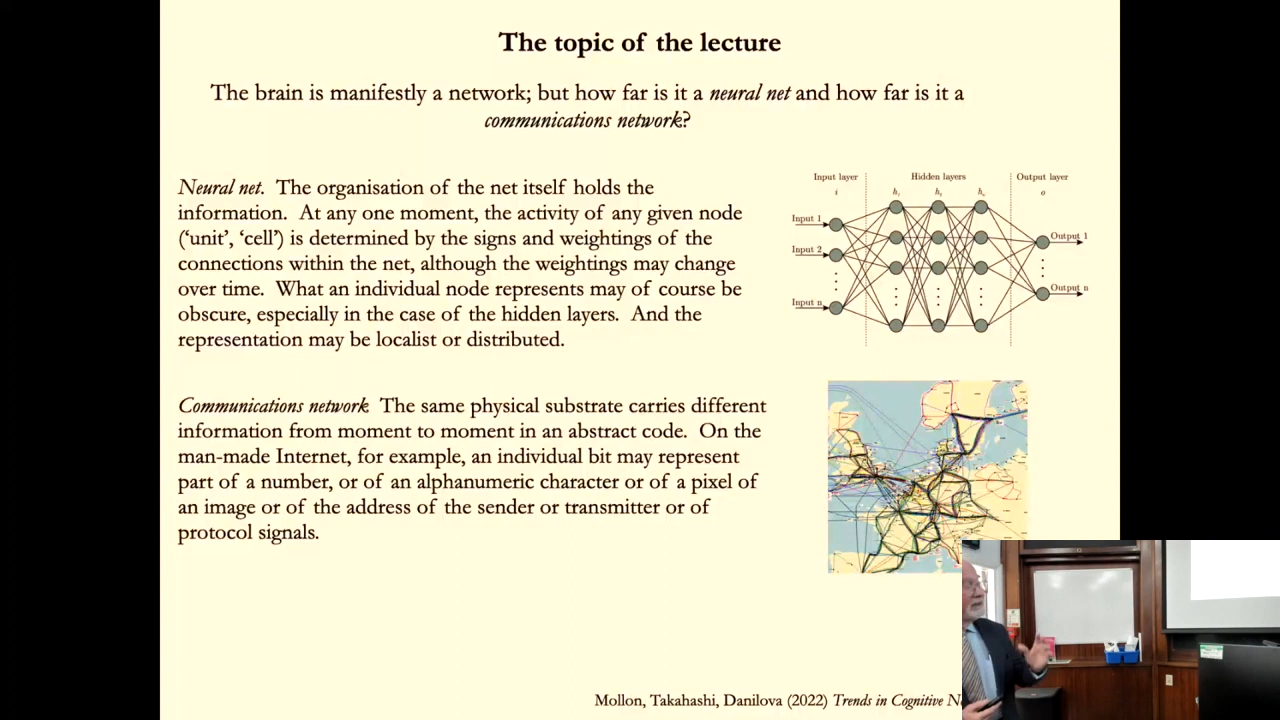 The topic of the lecture
The brain is manifestly a network; but how far is it a neural net and how far is it a
communications network?
Neural net. The organisation of the net itself holds the
information. At any one moment, the activity of any given node
(‘unit’, ‘cell’) is determined by the signs and weightings of the
connections within the net, although the weightings may change
over time. What an individual node represents may of course be
obscure, especially in the case of the hidden layers. And the
representation may be localist or distributed.
Input layer
Hidden layers
Output layer
i
h₁
h₂
hₙ
o
Input 1
Input 2
Input n
Output 1
Output n
Communications network The same physical substrate carries different
information from moment to moment in an abstract code. On the
man-made Internet, for example, an individual bit may represent
part of a number, or of an alphanumeric character or of a pixel of
an image or of the address of the sender or transmitter or of
protocol signals.
Mollon, Takahashi, Danilova (2022) Trends in Cognitive